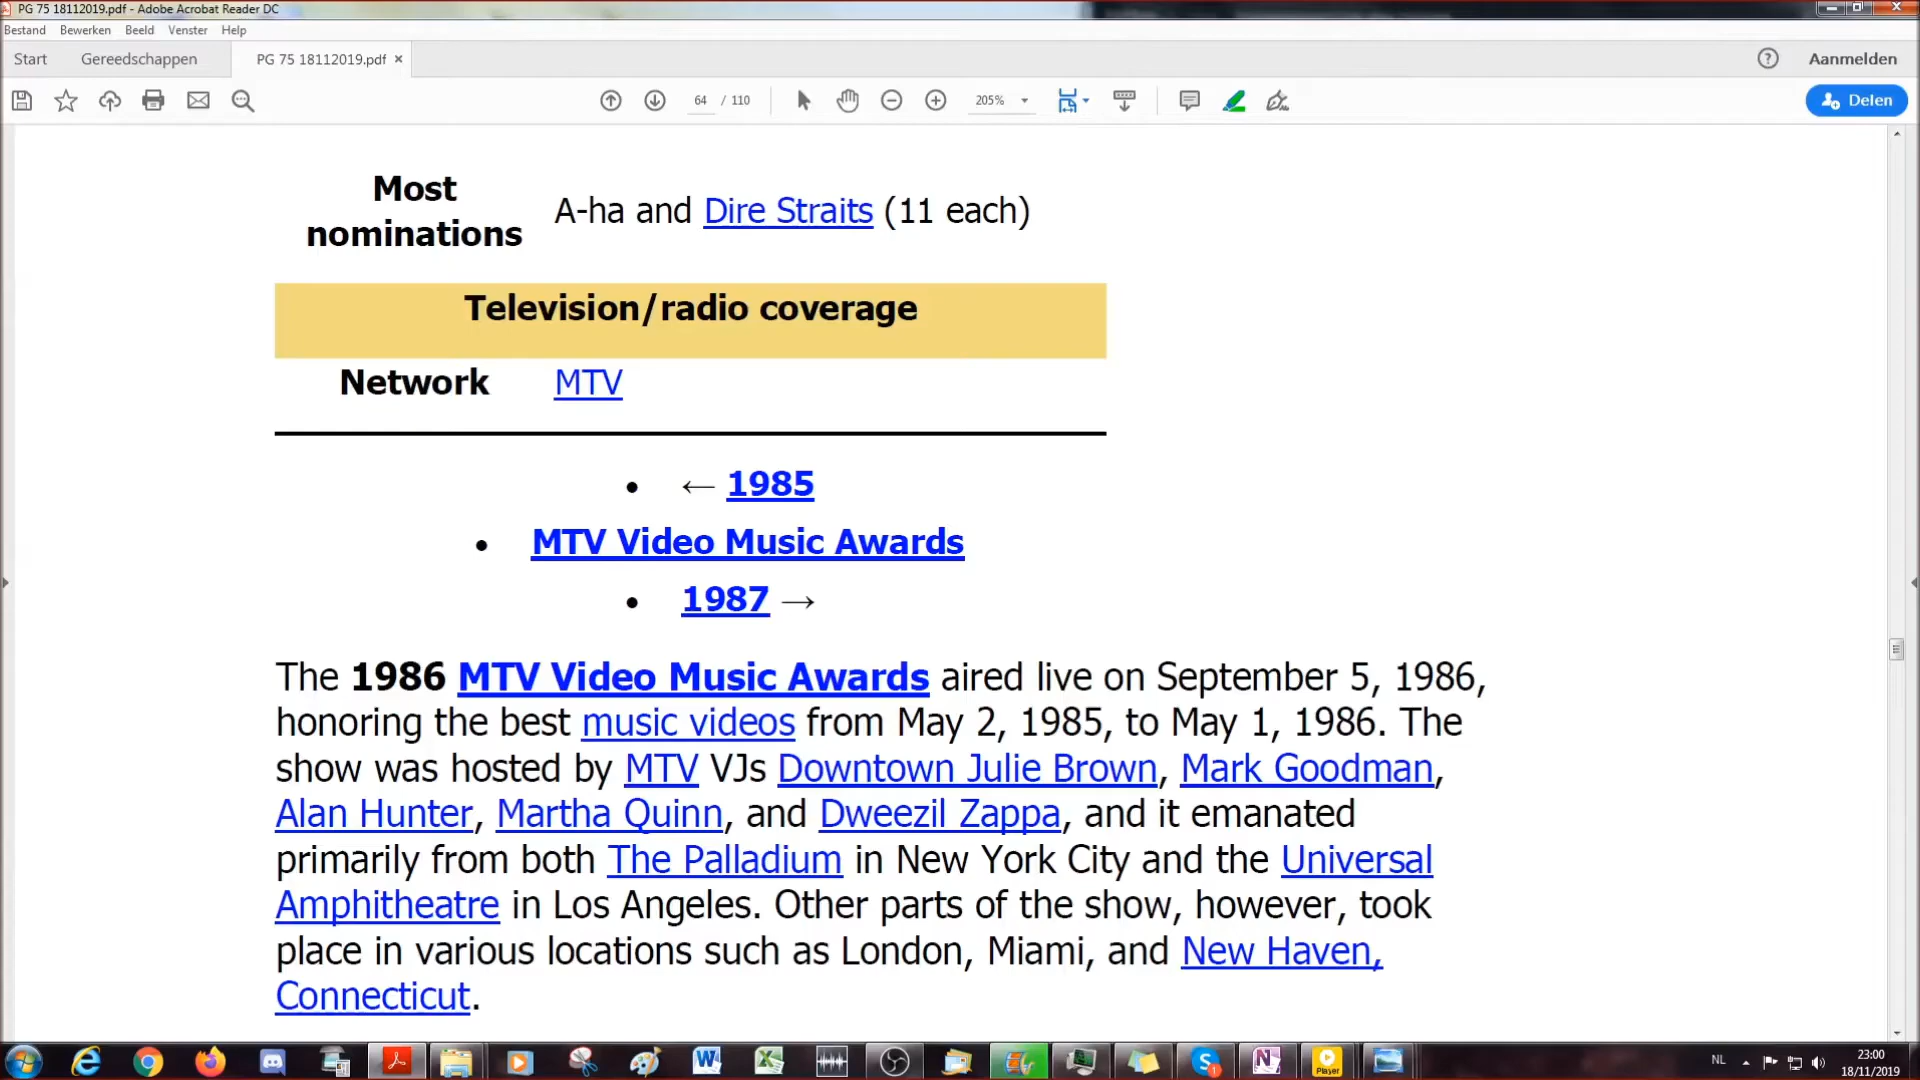 PG 75 18112019.pdf - Adobe Acrobat Reader DC
Bestand Bewerken Beeld Venster Help
Start Gereedschappen PG 75 18112019.pdf × Aanmelden
64 / 110 205% Delen
Most
nominations
A-ha and Dire Straits (11 each)
Television/radio coverage
Network MTV
• ← 1985
• MTV Video Music Awards
• 1987 →
The 1986 MTV Video Music Awards aired live on September 5, 1986,
honoring the best music videos from May 2, 1985, to May 1, 1986. The
show was hosted by MTV VJs Downtown Julie Brown, Mark Goodman,
Alan Hunter, Martha Quinn, and Dweezil Zappa, and it emanated
primarily from both The Palladium in New York City and the Universal
Amphitheatre in Los Angeles. Other parts of the show, however, took
place in various locations such as London, Miami, and New Haven,
Connecticut.
Player
NL 23:00
18/11/2019